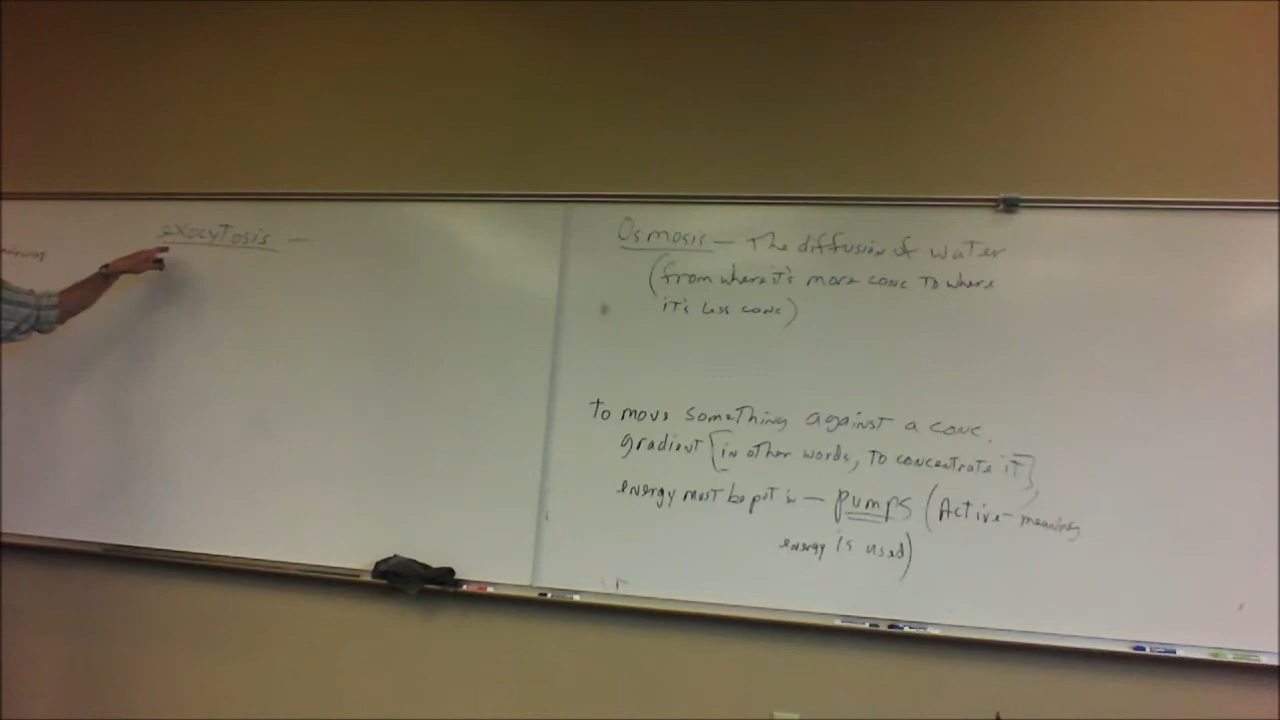 exocytosis —
Osmosis — The diffusion of water
(from where it's more conc to where
it's less conc)
To move something against a conc.
gradient [in other words, to concentrate it]
energy must be put in — pumps (Active - meaning
energy is used)